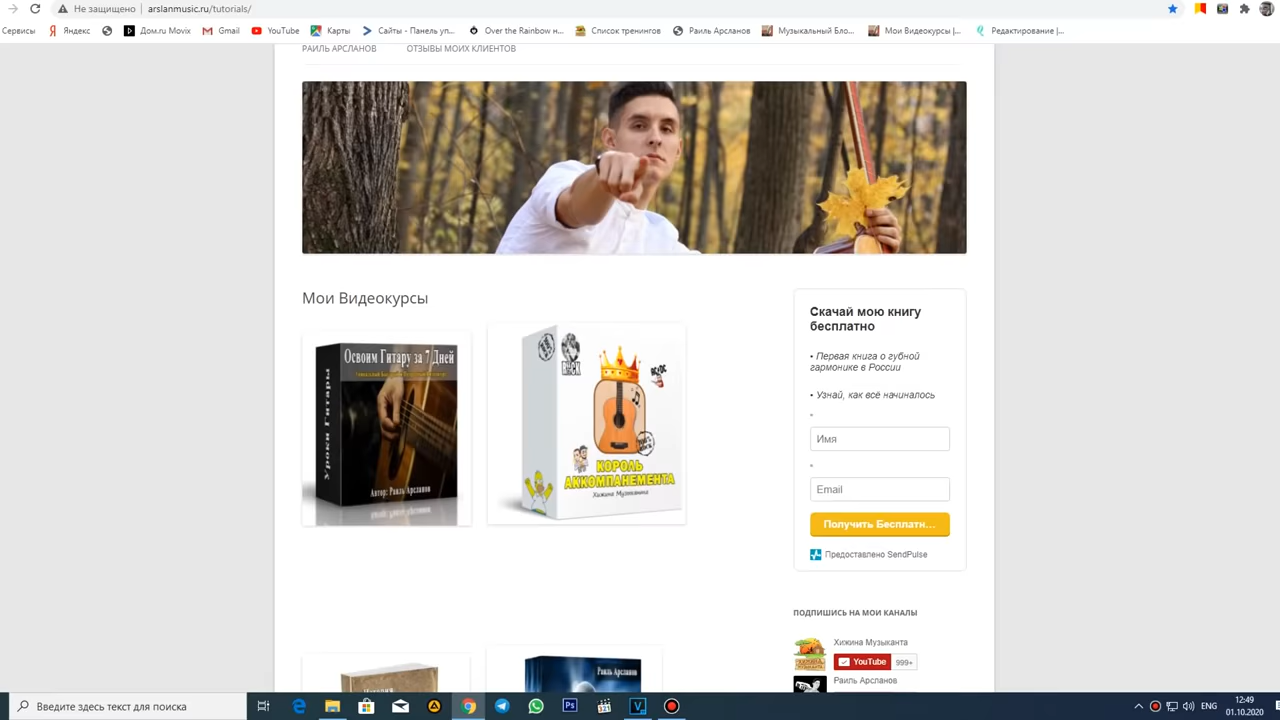 Не защищено
arslanmusic.ru/tutorials/
Сервисы
Яндекс
Дом.ru Movix
Gmail
YouTube
Карты
Сайты - Панель уп...
Over the Rainbow н...
Список тренингов
Раиль Арсланов
Музыкальный Бло...
Мои Видеокурсы |...
Редактирование |...
РАИЛЬ АРСЛАНОВ
ОТЗЫВЫ МОИХ КЛИЕНТОВ
Мои Видеокурсы
Освоим Гитару за 7 Дней
Уроки Гитары
Автор: Раиль Арсланов
КОРОЛЬ
АККОМПАНЕМЕНТА
Хижина Музыканта
Скачай мою книгу
бесплатно
• Первая книга о губной
гармонике в России
• Узнай, как всё начиналось
*
Имя
*
Email
Получить Бесплатн...
Предоставлено SendPulse
ПОДПИШИСЬ НА МОИ КАНАЛЫ
Хижина Музыканта
YouTube
999+
Раиль Арсланов
Раиль Арсланов
История
Введите здесь текст для поиска
ENG
12:49
01.10.2020